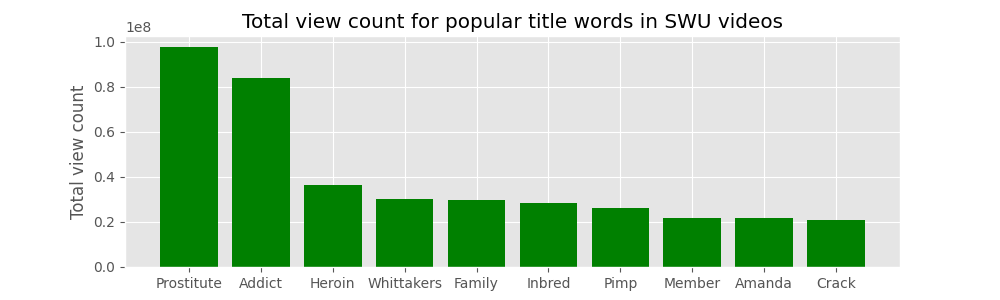 Total view count for popular title words in SWU videos
1e8
1.0
0.8
0.6
0.4
0.2
0.0
Total view count
Prostitute Addict Heroin Whittakers Family Inbred Pimp Member Amanda Crack